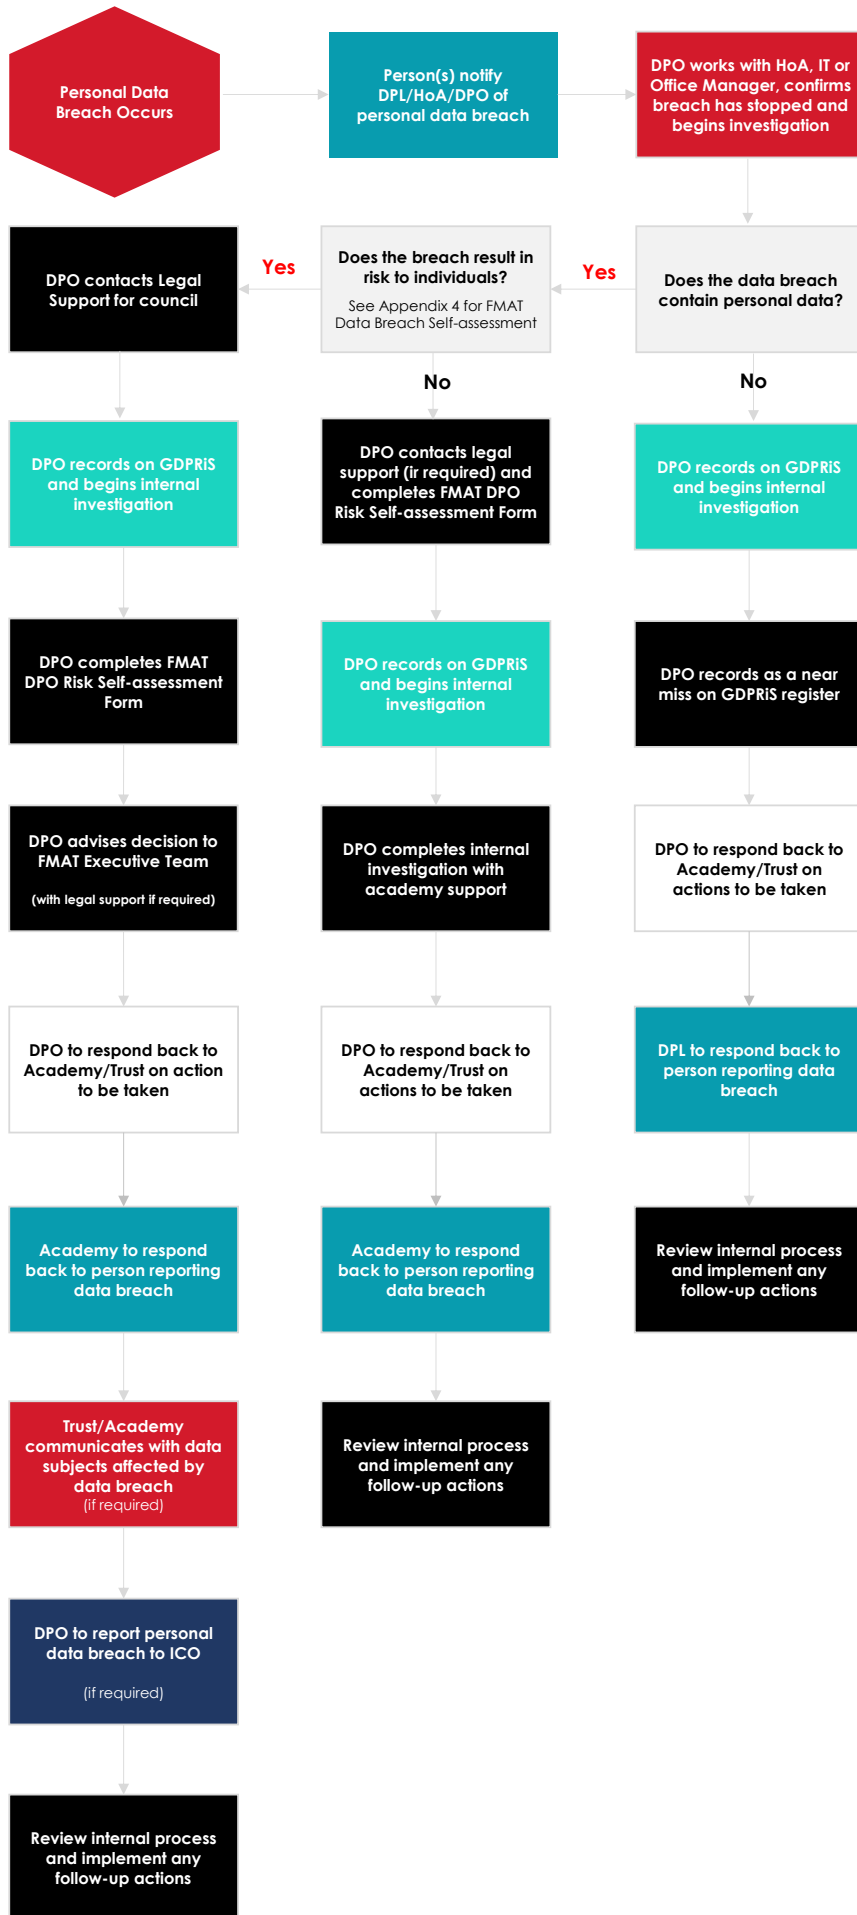 Personal Data
Breach Occurs
Person(s) notify
DPL/HoA/DPO of
personal data breach
DPO works with HoA, IT or
Office Manager, confirms
breach has stopped and
begins investigation
DPO contacts Legal
Support for council
Yes
Does the breach result in
risk to individuals?
See Appendix 4 for FMAT
Data Breach Self-assessment
Yes
Does the data breach
contain personal data?
No
No
DPO records on GDPRiS
and begins internal
investigation
DPO contacts legal
support (ir required) and
completes FMAT DPO
Risk Self-assessment Form
DPO records on GDPRiS
and begins internal
investigation
DPO completes FMAT
DPO Risk Self-assessment
Form
DPO records on GDPRiS
and begins internal
investigation
DPO records as a near
miss on GDPRiS register
DPO advises decision to
FMAT Executive Team
(with legal support if required)
DPO completes internal
investigation with
academy support
DPO to respond back to
Academy/Trust on
actions to be taken
DPO to respond back to
Academy/Trust on action
to be taken
DPO to respond back to
Academy/Trust on
actions to be taken
DPL to respond back to
person reporting data
breach
Academy to respond
back to person reporting
data breach
Academy to respond
back to person reporting
data breach
Review internal process
and implement any
follow-up actions
Trust/Academy
communicates with data
subjects affected by
data breach
(if required)
Review internal process
and implement any
follow-up actions
DPO to report personal
data breach to ICO
(if required)
Review internal process
and implement any
follow-up actions